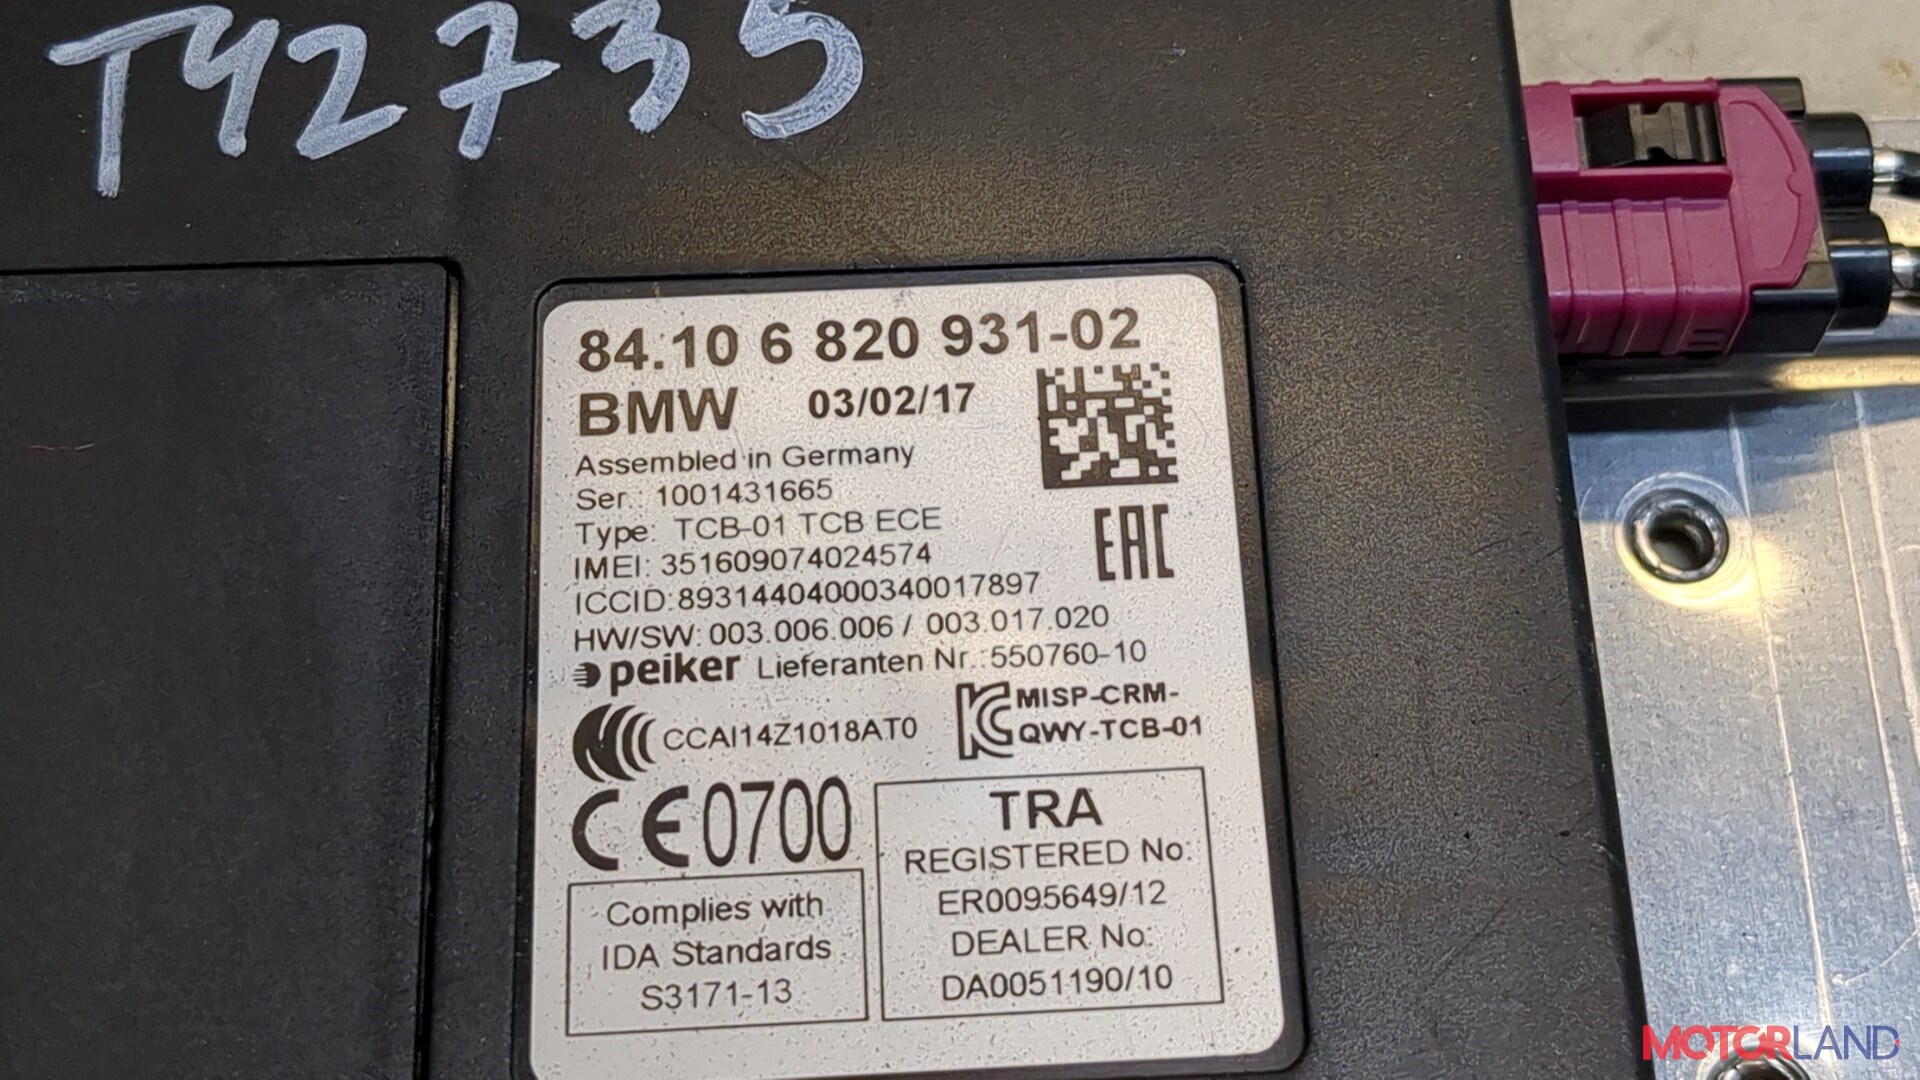 T42735
84.10 6 820 931-02
BMW 03/02/17
Assembled in Germany
Ser.: 1001431665
Type: TCB-01 TCB ECE
IMEI: 351609074024574
ICCID:89314404000340017897
HW/SW: 003.006.006 / 003.017.020
peiker Lieferanten Nr.:550760-10
CCAI14Z1018AT0
MISP-CRM-
QWY-TCB-01
EAC
CE0700
TRA
REGISTERED No:
ER0095649/12
DEALER No:
DA0051190/10
Complies with
IDA Standards
S3171-13
MOTORLAND